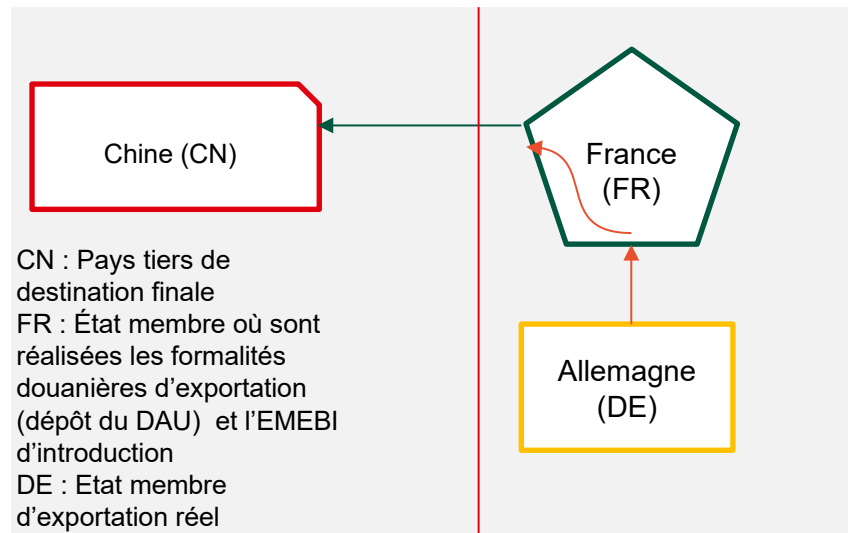 Chine (CN)
France
(FR)
CN : Pays tiers de
destination finale
FR : État membre où sont
réalisées les formalités
douanières d’exportation
(dépôt du DAU)  et l’EMEBI
d’introduction
DE : Etat membre
d’exportation réel
Allemagne
(DE)